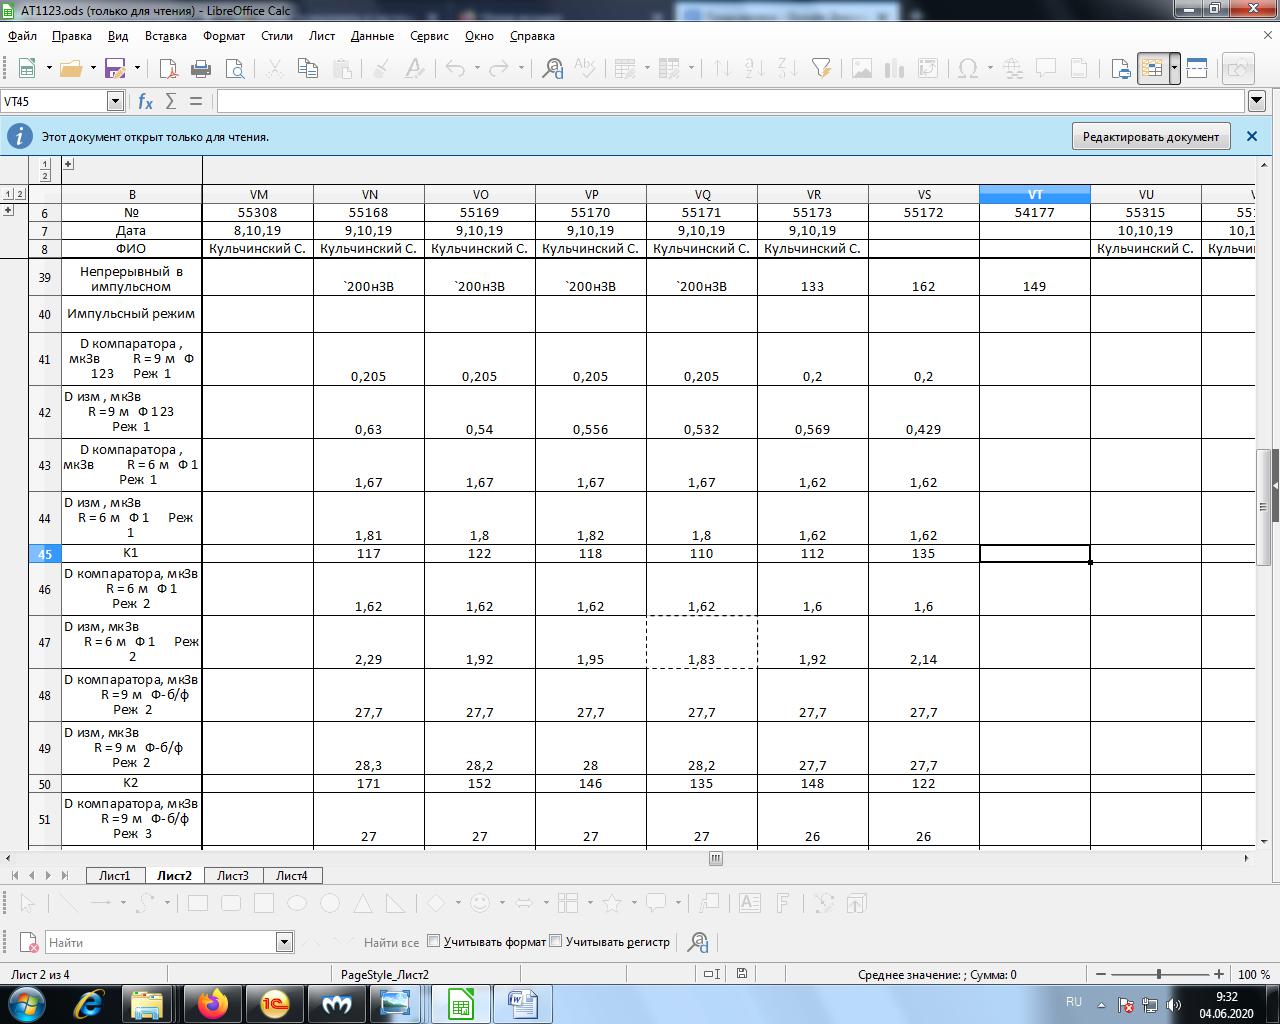 AT1123.ods (только для чтения) - LibreOffice Calc
Файл Правка Вид Вставка Формат Стили Лист Данные Сервис Окно Справка
VT45
Этот документ открыт только для чтения. Редактировать документ
1
2
1 2 B VM VN VO VP VQ VR VS VT VU
6 № 55308 55168 55169 55170 55171 55173 55172 54177 55315
7 Дата 8,10,19 9,10,19 9,10,19 9,10,19 9,10,19 9,10,19 10,10,19
8 ФИО Кульчинский С. Кульчинский С. Кульчинский С. Кульчинский С. Кульчинский С. Кульчинский С. Кульчинский С.
39 Непрерывный в импульсном `200нЗВ `200нЗВ `200нЗВ `200нЗВ 133 162 149
40 Импульсный режим
41 D компаратора , мкЗв R = 9 м Ф 123 Реж 1 0,205 0,205 0,205 0,205 0,2 0,2
42 D изм , мкЗв R =9 м Ф 123 Реж 1 0,63 0,54 0,556 0,532 0,569 0,429
43 D компаратора , мкЗв R = 6 м Ф 1 Реж 1 1,67 1,67 1,67 1,67 1,62 1,62
44 D изм , мкЗв R = 6 м Ф 1 Реж 1 1,81 1,8 1,82 1,8 1,62 1,62
45 K1 117 122 118 110 112 135
46 D компаратора, мкЗв R = 6 м Ф 1 Реж 2 1,62 1,62 1,62 1,62 1,6 1,6
47 D изм, мкЗв R = 6 м Ф 1 Реж 2 2,29 1,92 1,95 1,83 1,92 2,14
48 D компаратора, мкЗв R =9 м Ф-б/ф Реж 2 27,7 27,7 27,7 27,7 27,7 27,7
49 D изм, мкЗв R =9 м Ф-б/ф Реж 2 28,3 28,2 28 28,2 27,7 27,7
50 K2 171 152 146 135 148 122
51 D компаратора, мкЗв R =9 м Ф-б/ф Реж 3 27 27 27 27 26 26
Лист1 Лист2 Лист3 Лист4
Найти Найти все Учитывать формат Учитывать регистр
Лист 2 из 4 PageStyle_Лист2 Среднее значение: ; Сумма: 0 100 %
RU 9:32
04.06.2020